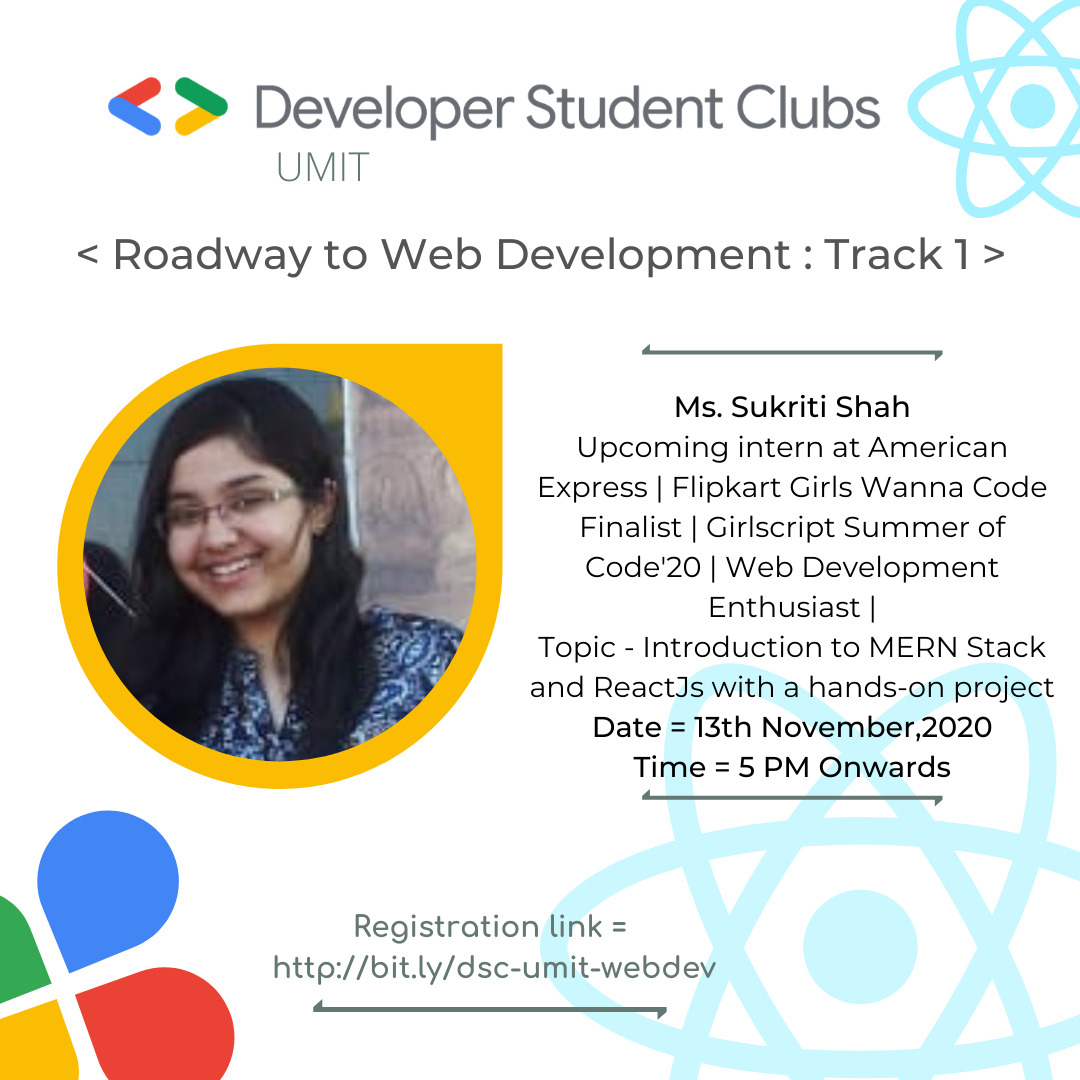 Developer Student Clubs
UMIT
< Roadway to Web Development : Track 1 >
Ms. Sukriti Shah
Upcoming intern at American
Express | Flipkart Girls Wanna Code
Finalist | Girlscript Summer of
Code'20 | Web Development
Enthusiast |
Topic - Introduction to MERN Stack
and ReactJs with a hands-on project
Date = 13th November,2020
Time = 5 PM Onwards
Registration link =
http://bit.ly/dsc-umit-webdev